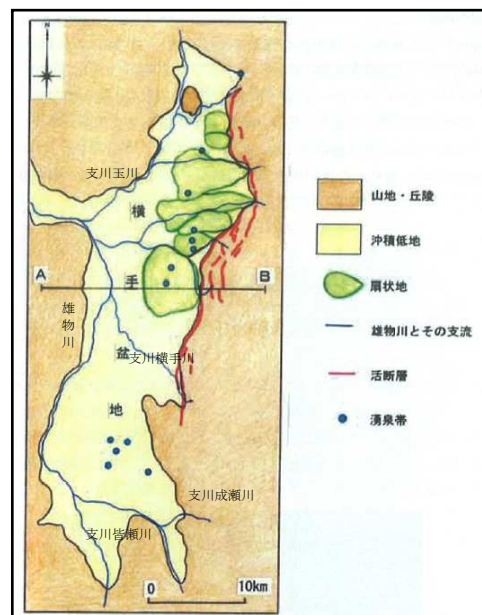 N
支川玉川
横
手
盆
地
A
B
雄物川
支川横手川
支川成瀬川
支川皆瀬川
0
10km
山地・丘陵
沖積低地
扇状地
雄物川とその支流
活断層
湧泉帯